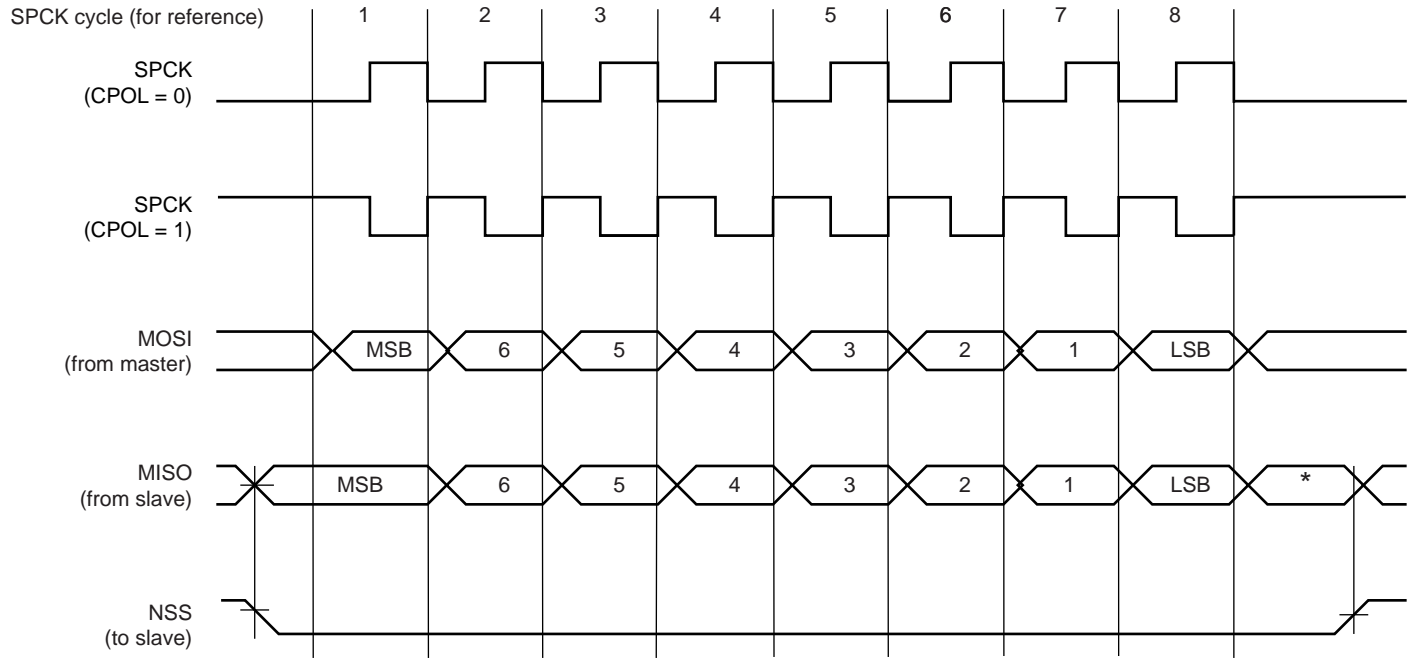 SPCK cycle (for reference) 1 2 3 4 5 6 7 8
SPCK
(CPOL = 0)
SPCK
(CPOL = 1)
MOSI
(from master)
MSB 6 5 4 3 2 1 LSB
MISO
(from slave)
MSB 6 5 4 3 2 1 LSB *
NSS
(to slave)